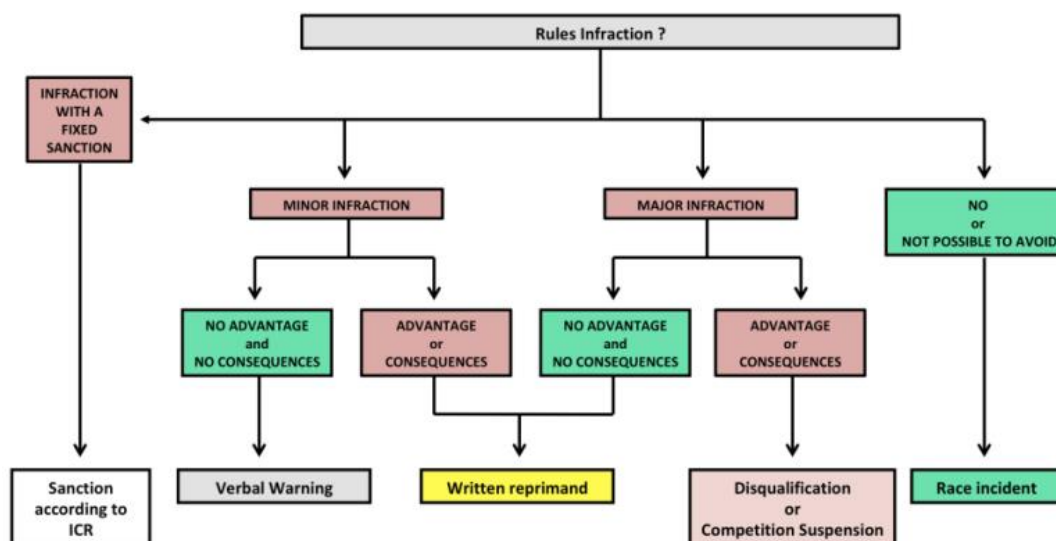 Rules Infraction ?
INFRACTION
WITH A
FIXED
SANCTION
MINOR INFRACTION
MAJOR INFRACTION
NO
or
NOT POSSIBLE TO AVOID
NO ADVANTAGE
and
NO CONSEQUENCES
ADVANTAGE
or
CONSEQUENCES
NO ADVANTAGE
and
NO CONSEQUENCES
ADVANTAGE
or
CONSEQUENCES
Sanction
according to
ICR
Verbal Warning
Written reprimand
Disqualification
or
Competition Suspension
Race incident